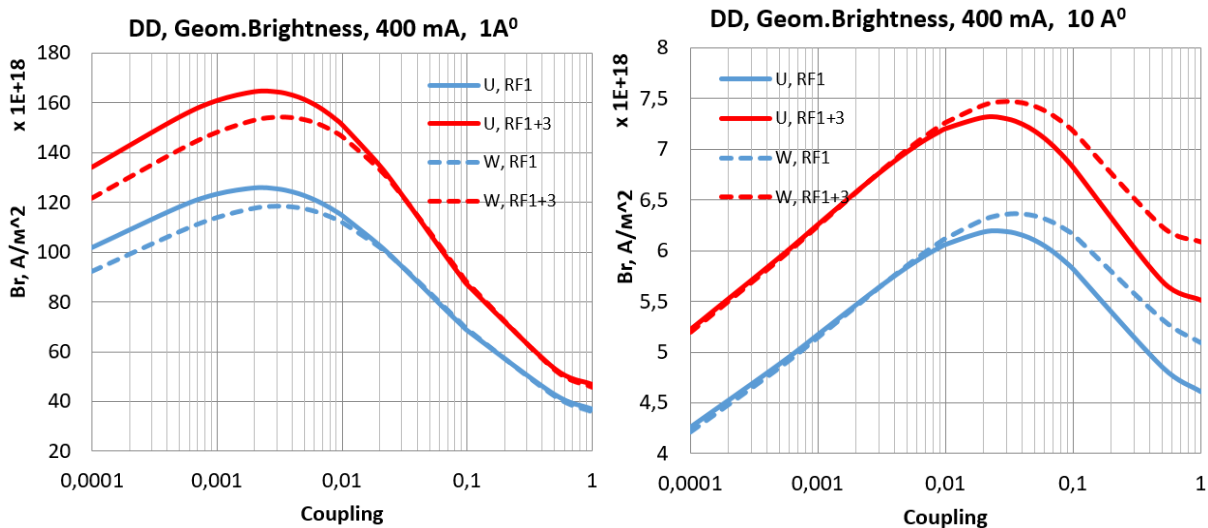 DD, Geom.Brightness, 400 mA, 1A⁰
x 1E+18
Br, A/м^2
180
160
140
120
100
80
60
40
20
U, RF1
U, RF1+3
W, RF1
W, RF1+3
0,0001
0,001
0,01
0,1
1
Coupling
DD, Geom.Brightness, 400 mA, 10 A⁰
x 1E+18
Br, A/м^2
8
7,5
7
6,5
6
5,5
5
4,5
4
U, RF1
U, RF1+3
W, RF1
W, RF1+3
0,0001
0,001
0,01
0,1
1
Coupling